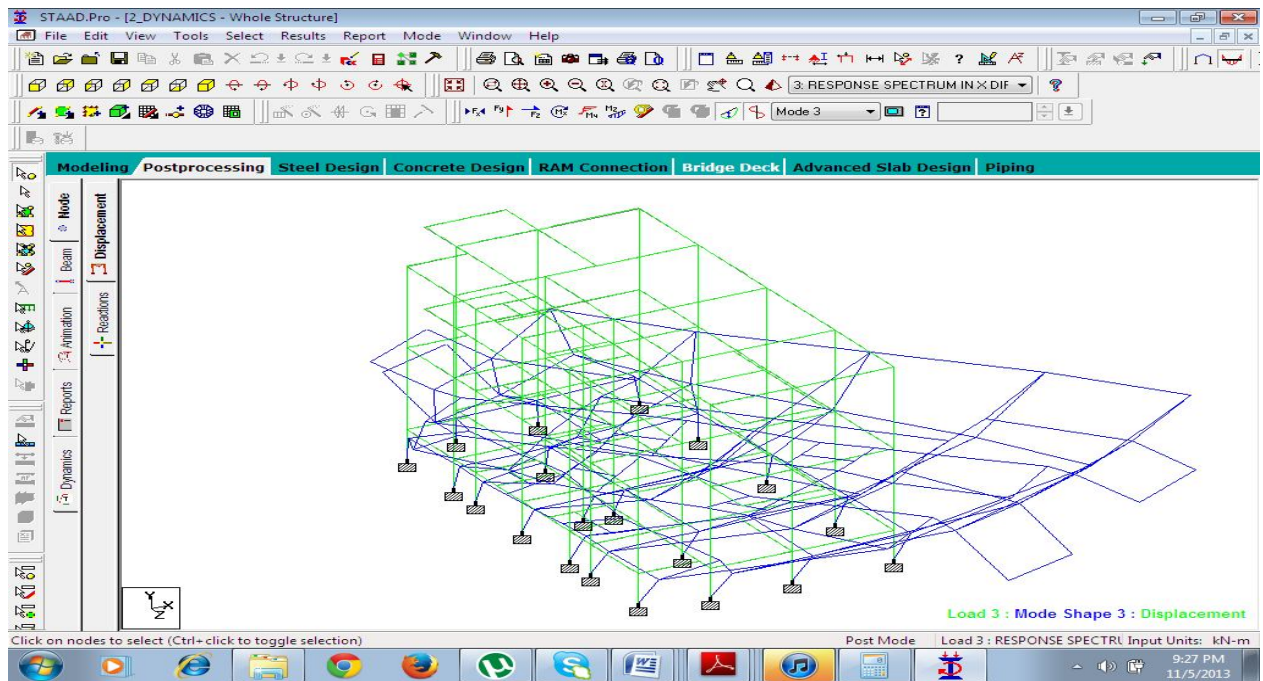 STAAD.Pro - [2_DYNAMICS - Whole Structure]
File Edit View Tools Select Results Report Mode Window Help
3: RESPONSE SPECTRUM IN X DIF
Mode 3
Modeling Postprocessing Steel Design Concrete Design RAM Connection Bridge Deck Advanced Slab Design Piping
Node
Beam
Animation
Reports
Dynamics
Displacement
Reactions
Y
X
Z
Load 3 : Mode Shape 3 : Displacement
Click on nodes to select (Ctrl+click to toggle selection)
Post Mode
Load 3 : RESPONSE SPECTRU
Input Units: kN-m
9:27 PM
11/5/2013